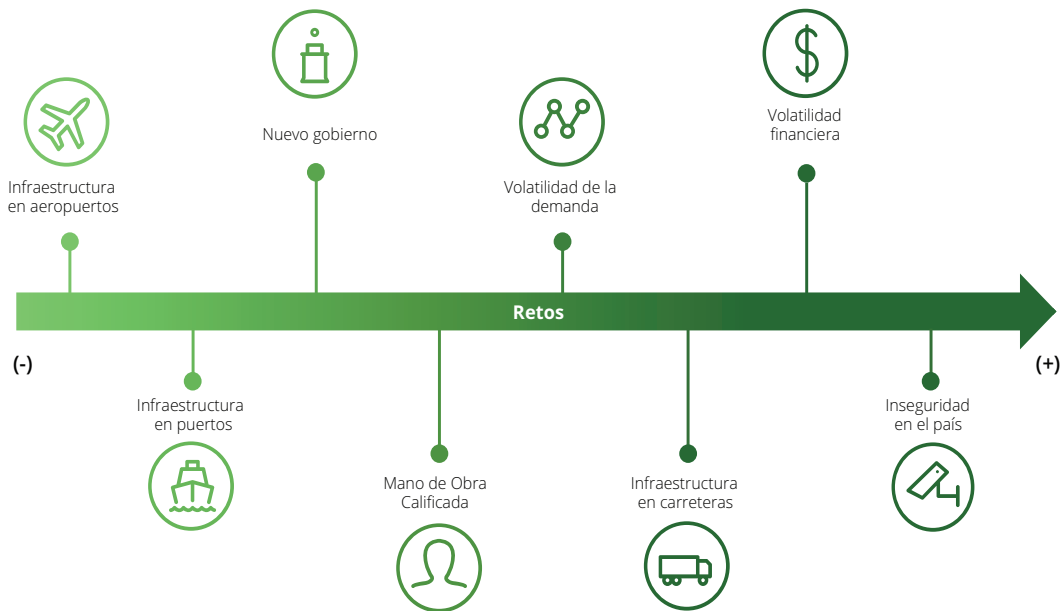 Infraestructura
en aeropuertos
Nuevo gobierno
Volatilidad de la
demanda
Volatilidad
financiera
Retos
(-)
(+)
Infraestructura
en puertos
Mano de Obra
Calificada
Infraestructura
en carreteras
Inseguridad
en el país